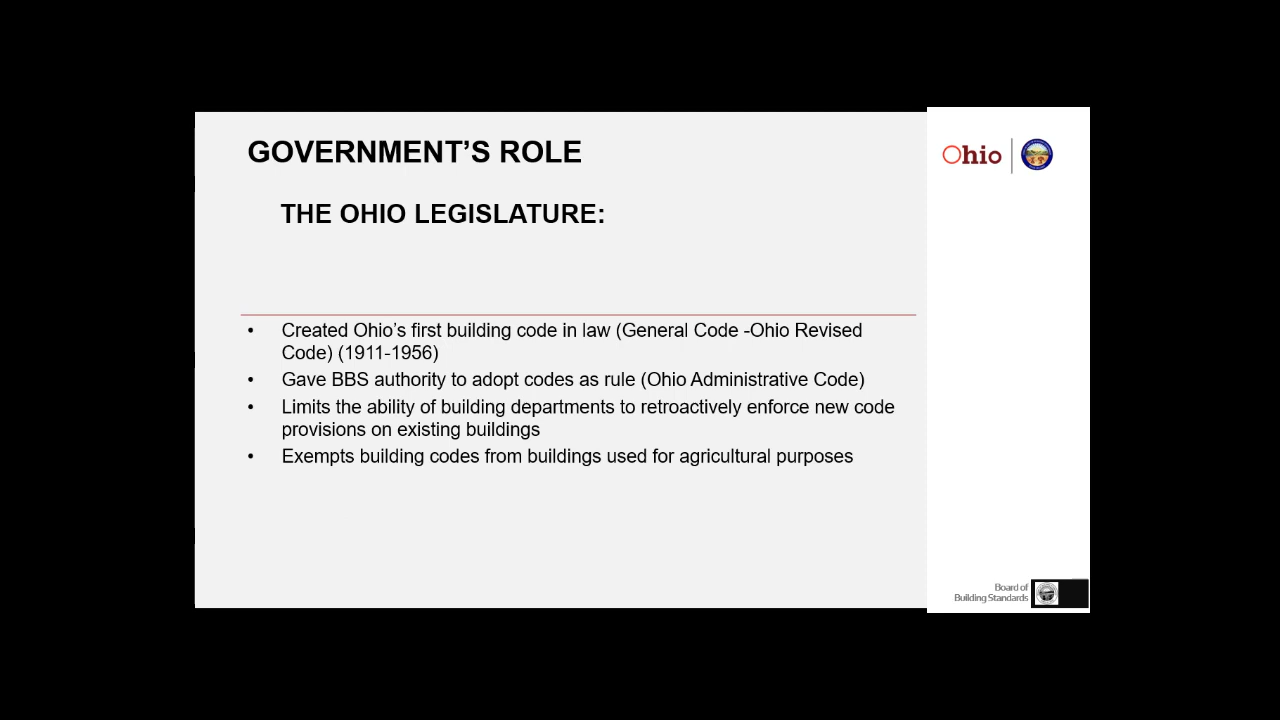 GOVERNMENT’S ROLE
THE OHIO LEGISLATURE:
• Created Ohio’s first building code in law (General Code -Ohio Revised
Code) (1911-1956)
• Gave BBS authority to adopt codes as rule (Ohio Administrative Code)
• Limits the ability of building departments to retroactively enforce new code
provisions on existing buildings
• Exempts building codes from buildings used for agricultural purposes
Ohio
Board of
Building Standards